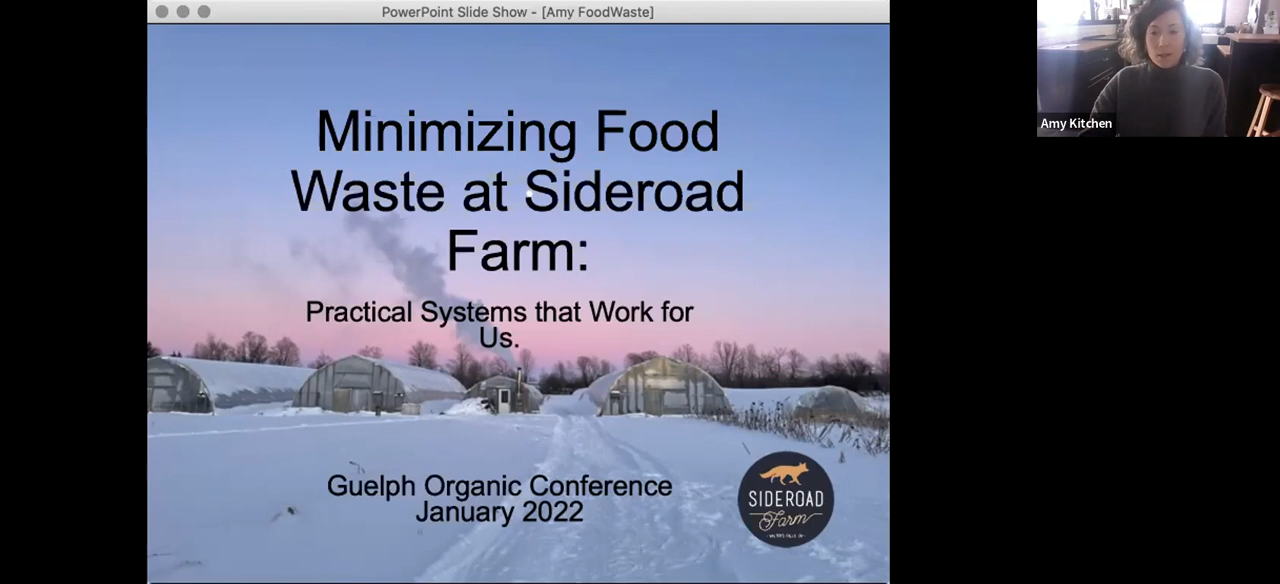 PowerPoint Slide Show - [Amy FoodWaste]
Minimizing Food
Waste at Sideroad
Farm:
Practical Systems that Work for
Us.
Guelph Organic Conference
January 2022
SIDEROAD
Farm
Amy Kitchen